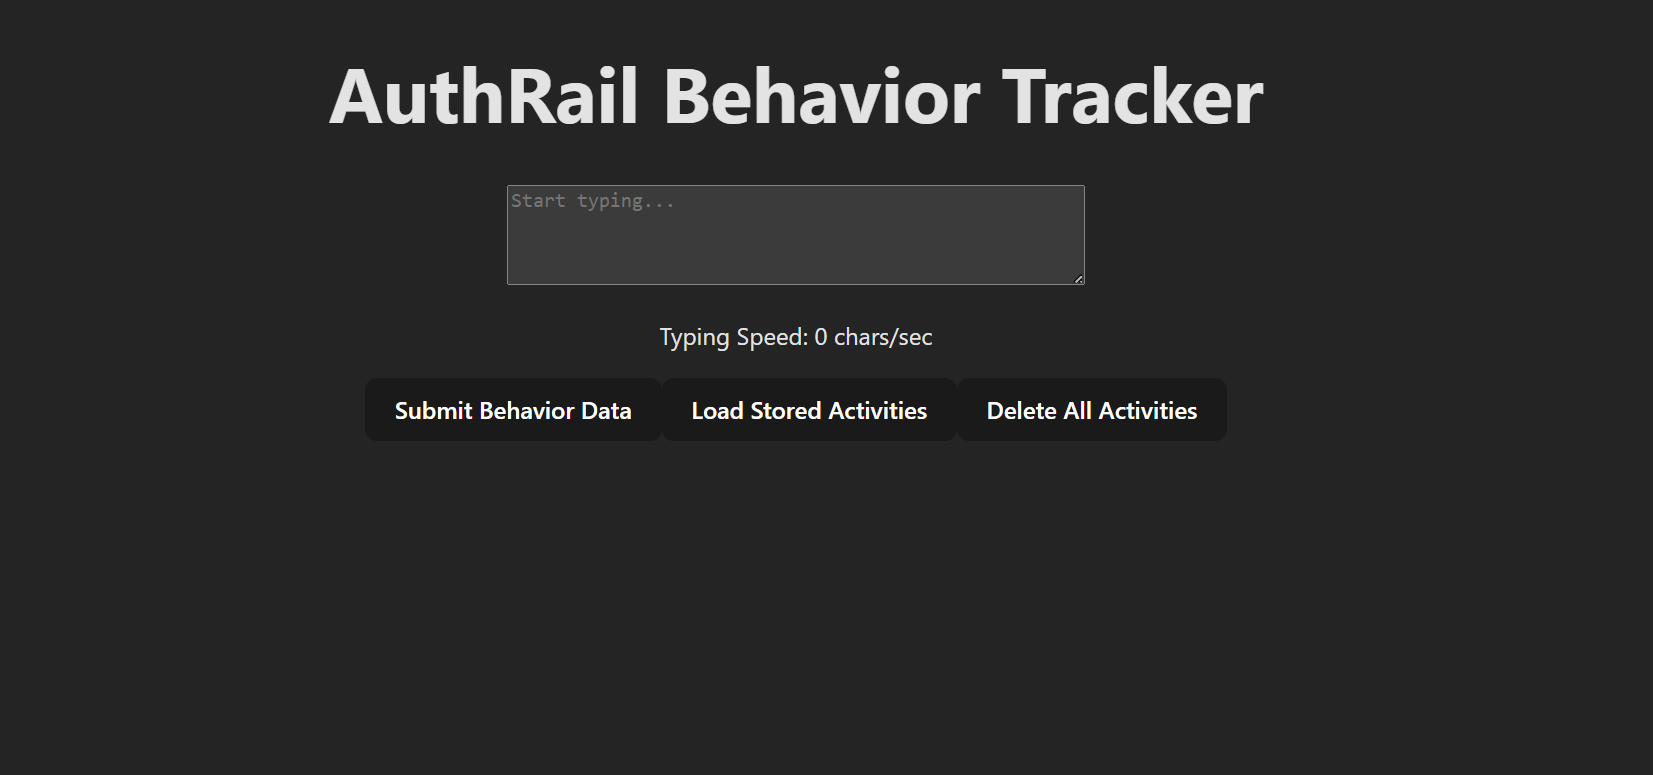 AuthRail Behavior Tracker
Start typing...
Typing Speed: 0 chars/sec
Submit Behavior Data Load Stored Activities Delete All Activities